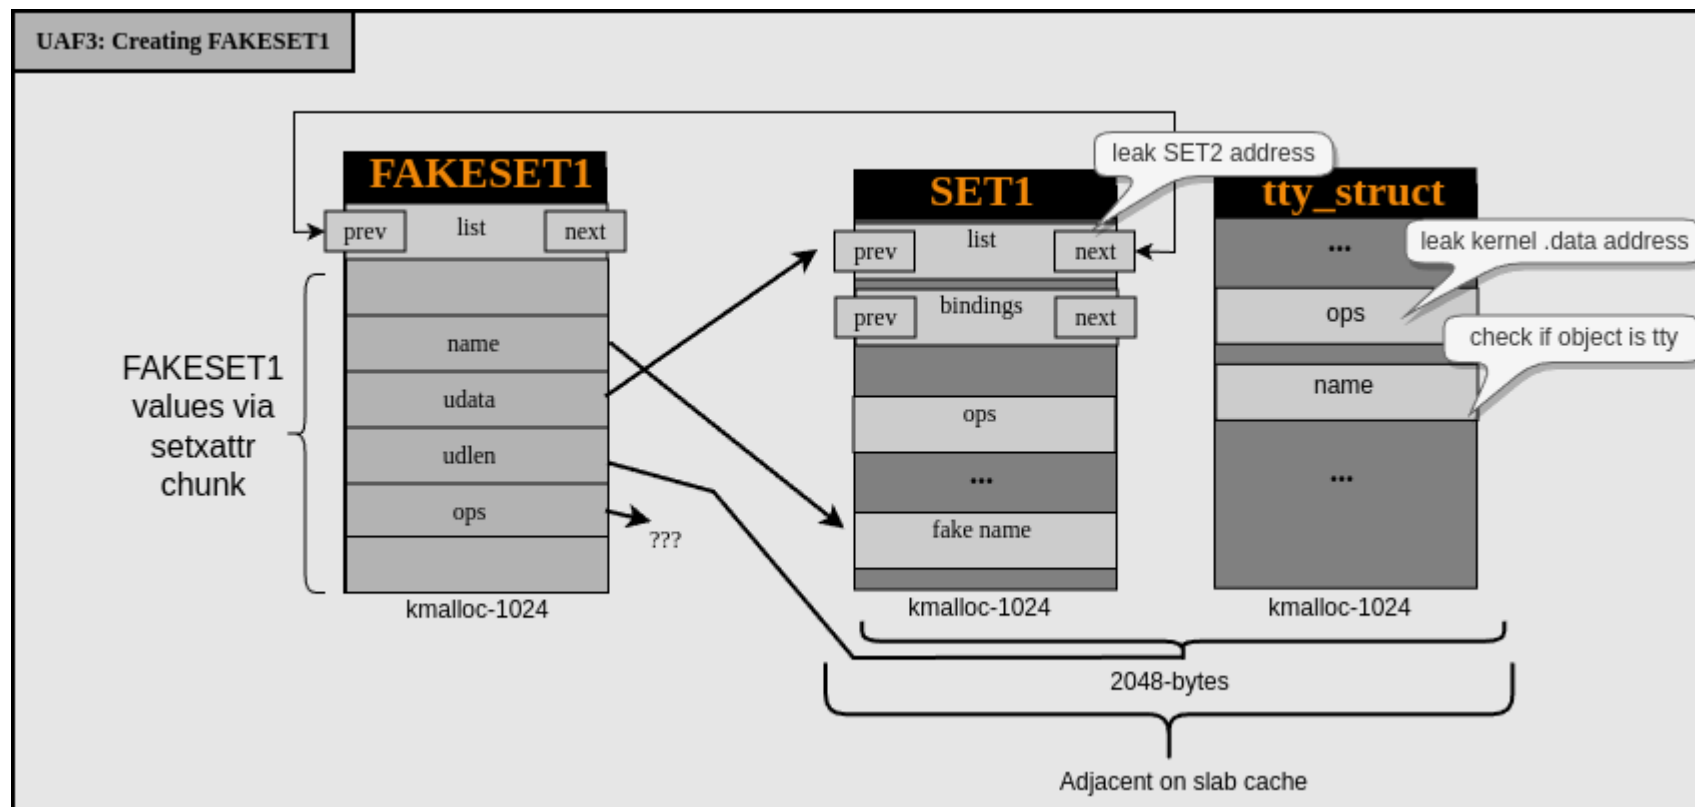 UAF3: Creating FAKESET1
leak SET2 address
FAKESET1
SET1
tty_struct
prev
list
next
prev
list
next
...
leak kernel .data address
prev
bindings
next
ops
check if object is tty
name
name
FAKESET1
values via
setxattr
chunk
udata
ops
udlen
...
...
ops
???
fake name
kmalloc-1024
kmalloc-1024
kmalloc-1024
2048-bytes
Adjacent on slab cache